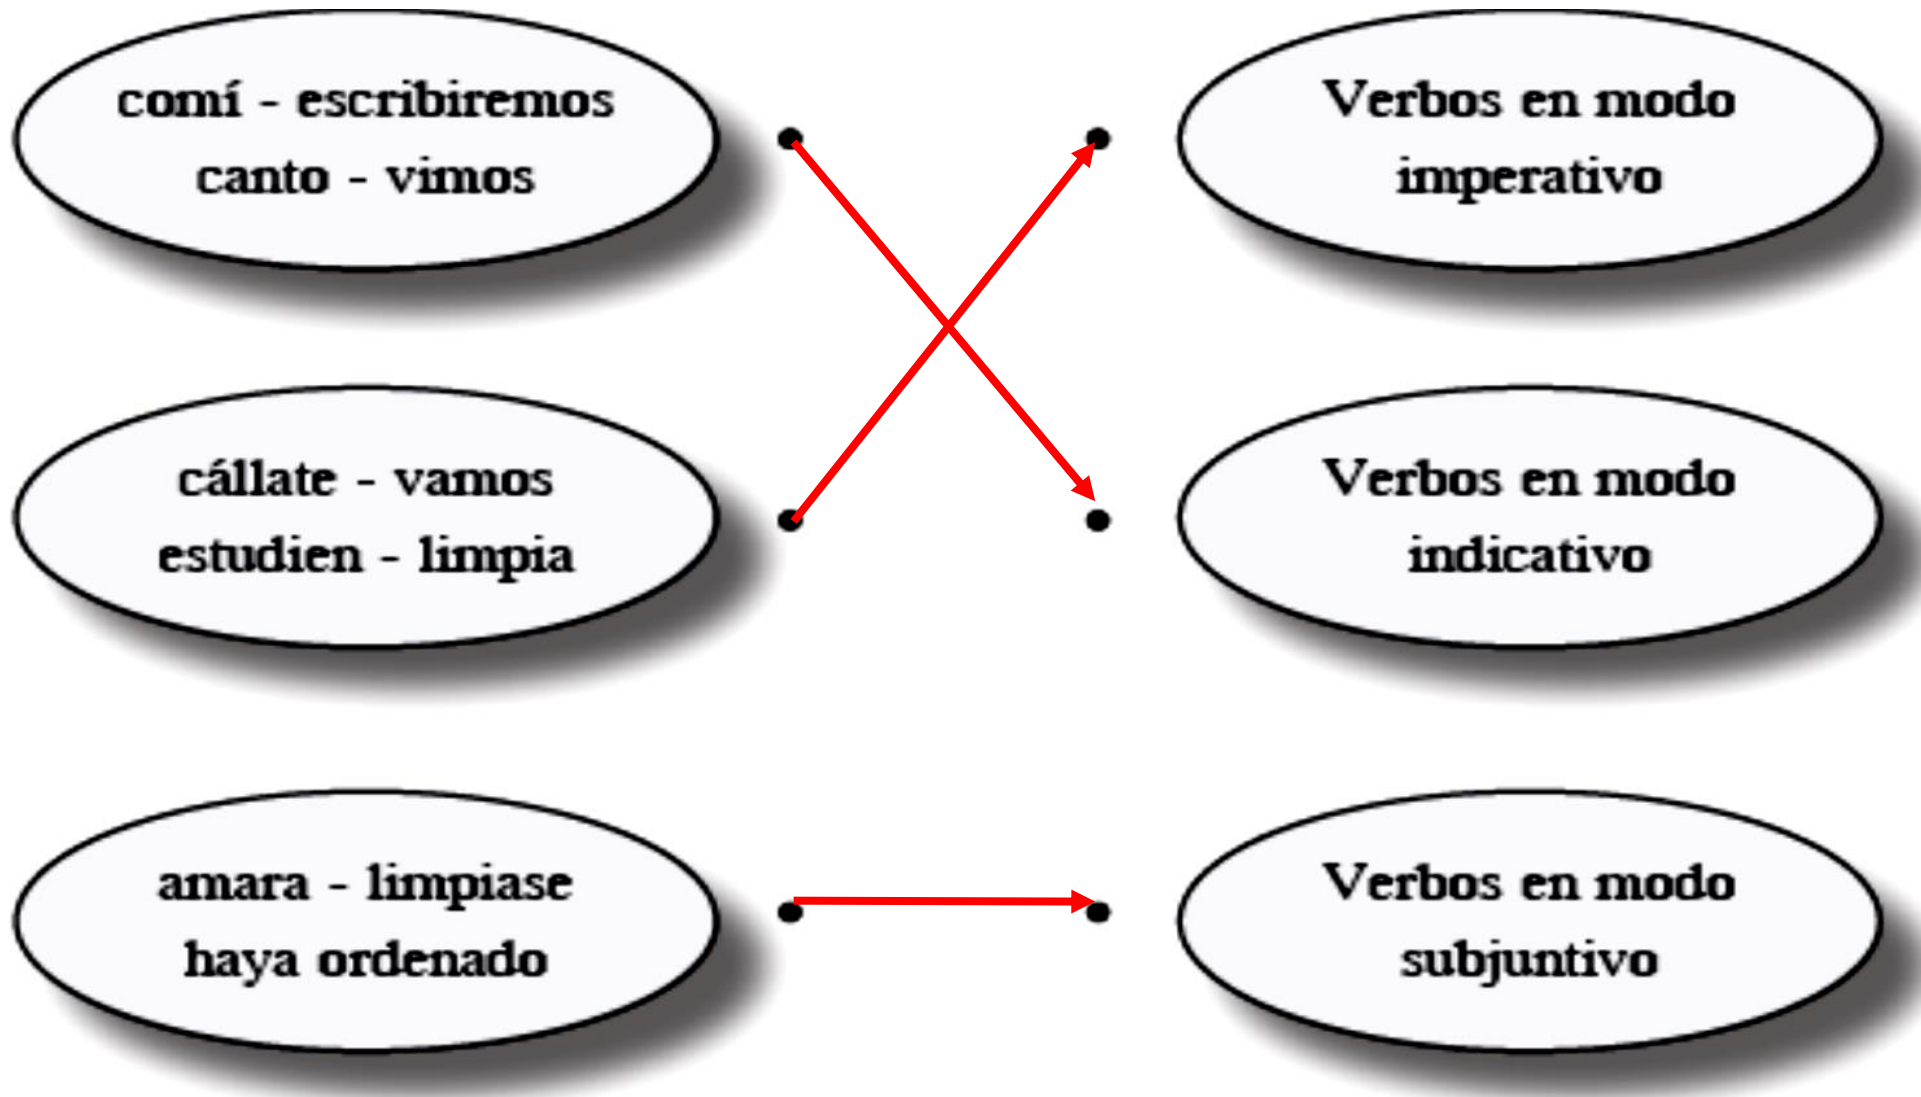 comí - escribiremos
canto - vimos
Verbos en modo
imperativo
cállate - vamos
estudien - limpia
Verbos en modo
indicativo
amara - limpiase
haya ordenado
Verbos en modo
subjuntivo